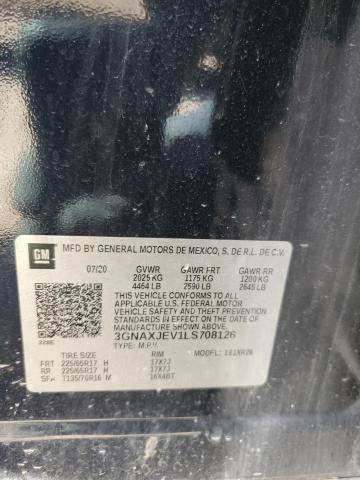 GM
MFD BY GENERAL MOTORS DE MEXICO, S. DE R.L. DE C.V.
07/20 GVWR GAWR FRT GAWR RR
2025 KG 1175 KG 1200 KG
4464 LB 2590 LB 2645 LB
THIS VEHICLE CONFORMS TO ALL APPLICABLE U.S. FEDERAL MOTOR VEHICLE SAFETY, BUMPER, AND THEFT PREVENTION STANDARDS IN EFFECT ON THE DATE OF MANUFACTURE SHOWN ABOVE.
3GNAXJEV1LS708126
TYPE: M.P.V. MODEL: 1X1XR26
TIRE SIZE RIM
FRT 225/65R17 H 17X7J
RR 225/65R17 H 17X7J
SPA T135/70R16 M 16X4BT